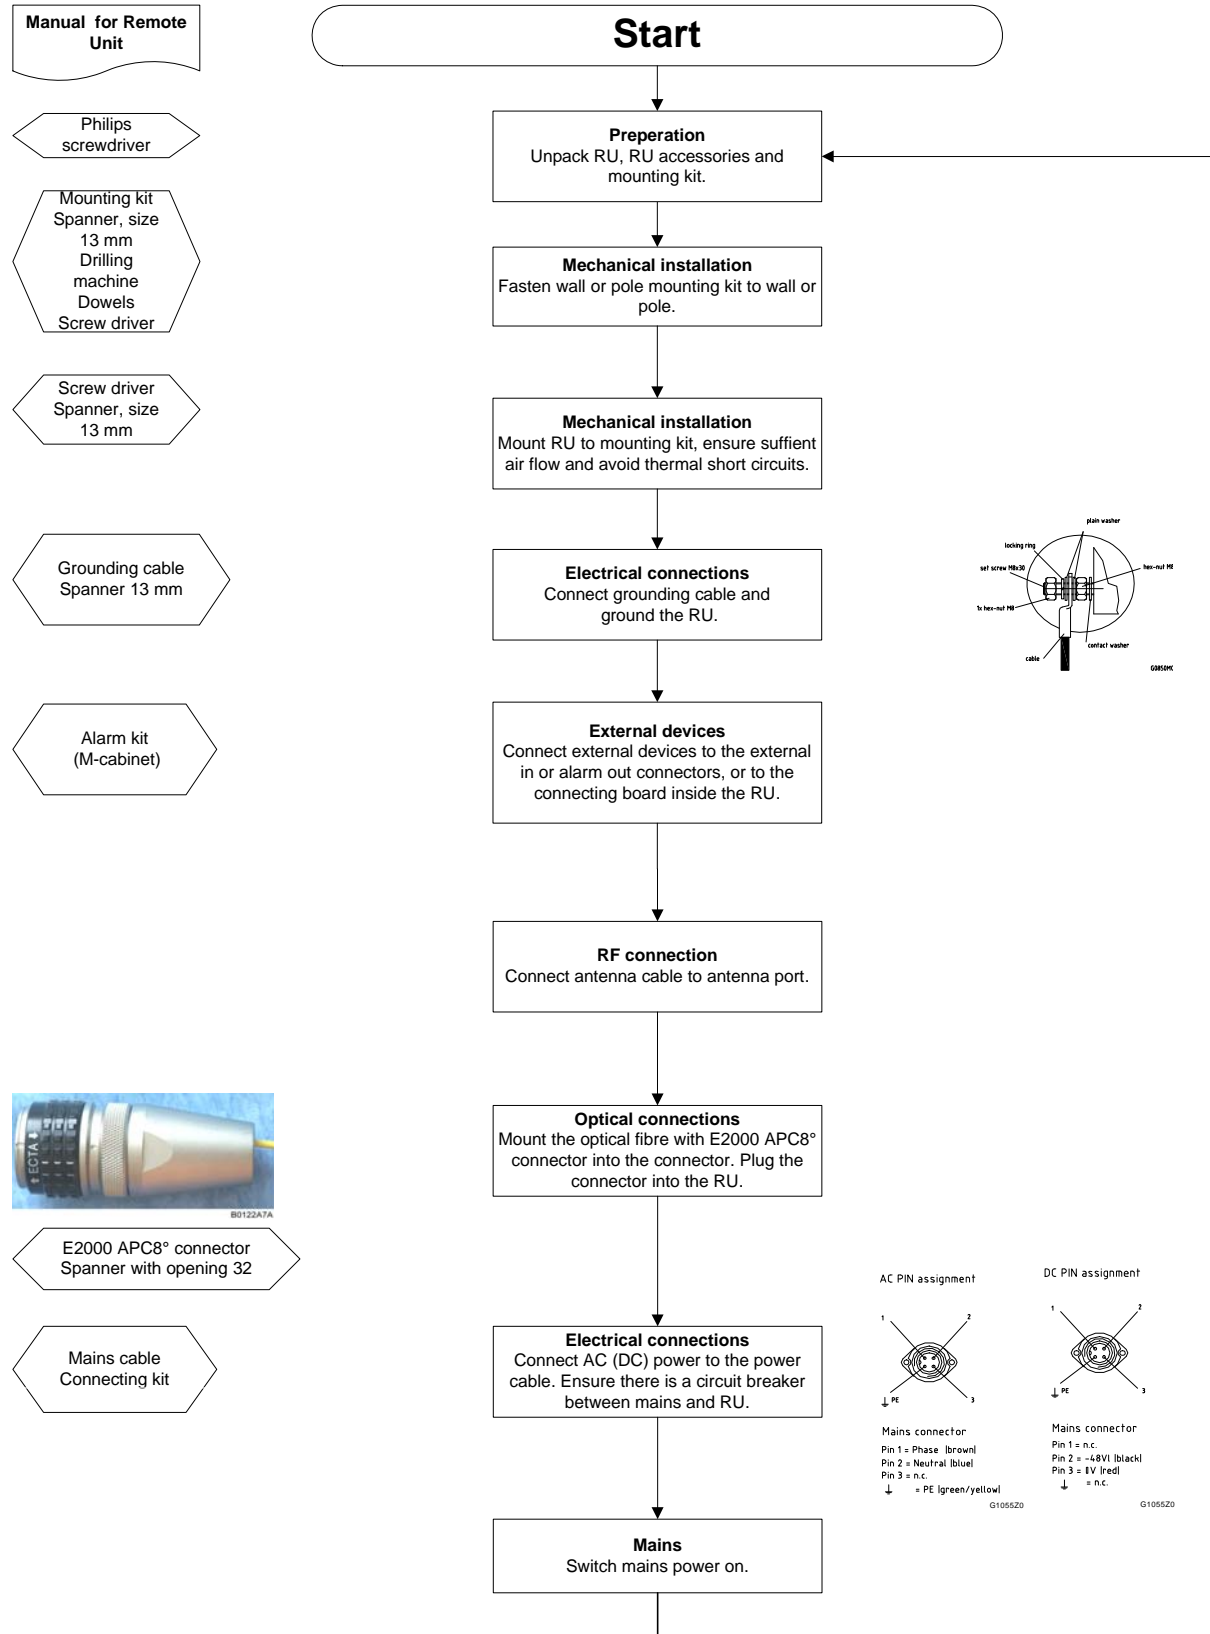 Manual for Remote
Unit
Start
Philips
screwdriver
Preperation
Unpack RU, RU accessories and
mounting kit.
Mounting kit
Spanner, size
13 mm
Drilling
machine
Dowels
Screw driver
Mechanical installation
Fasten wall or pole mounting kit to wall or
pole.
Screw driver
Spanner, size
13 mm
Mechanical installation
Mount RU to mounting kit, ensure suffient
air flow and avoid thermal short circuits.
Grounding cable
Spanner 13 mm
Electrical connections
Connect grounding cable and
ground the RU.
plain washer
locking ring
set screw M8x30
hex-nut M8
1x hex-nut M8
contact washer
cable
G0850M0
Alarm kit
(M-cabinet)
External devices
Connect external devices to the external
in or alarm out connectors, or to the
connecting board inside the RU.
RF connection
Connect antenna cable to antenna port.
ECTA
B0122A7A
Optical connections
Mount the optical fibre with E2000 APC8°
connector into the connector. Plug the
connector into the RU.
E2000 APC8° connector
Spanner with opening 32
Mains cable
Connecting kit
Electrical connections
Connect AC (DC) power to the power
cable. Ensure there is a circuit breaker
between mains and RU.
AC PIN assignment
1
2
PE
3
Mains connector
Pin 1 = Phase |brown|
Pin 2 = Neutral |blue|
Pin 3 = n.c.
= PE |green/yellow|
G1055Z0
DC PIN assignment
1
2
PE
3
Mains connector
Pin 1 = n.c.
Pin 2 = -48V| |black|
Pin 3 = 0V |red|
= n.c.
G1055Z0
Mains
Switch mains power on.